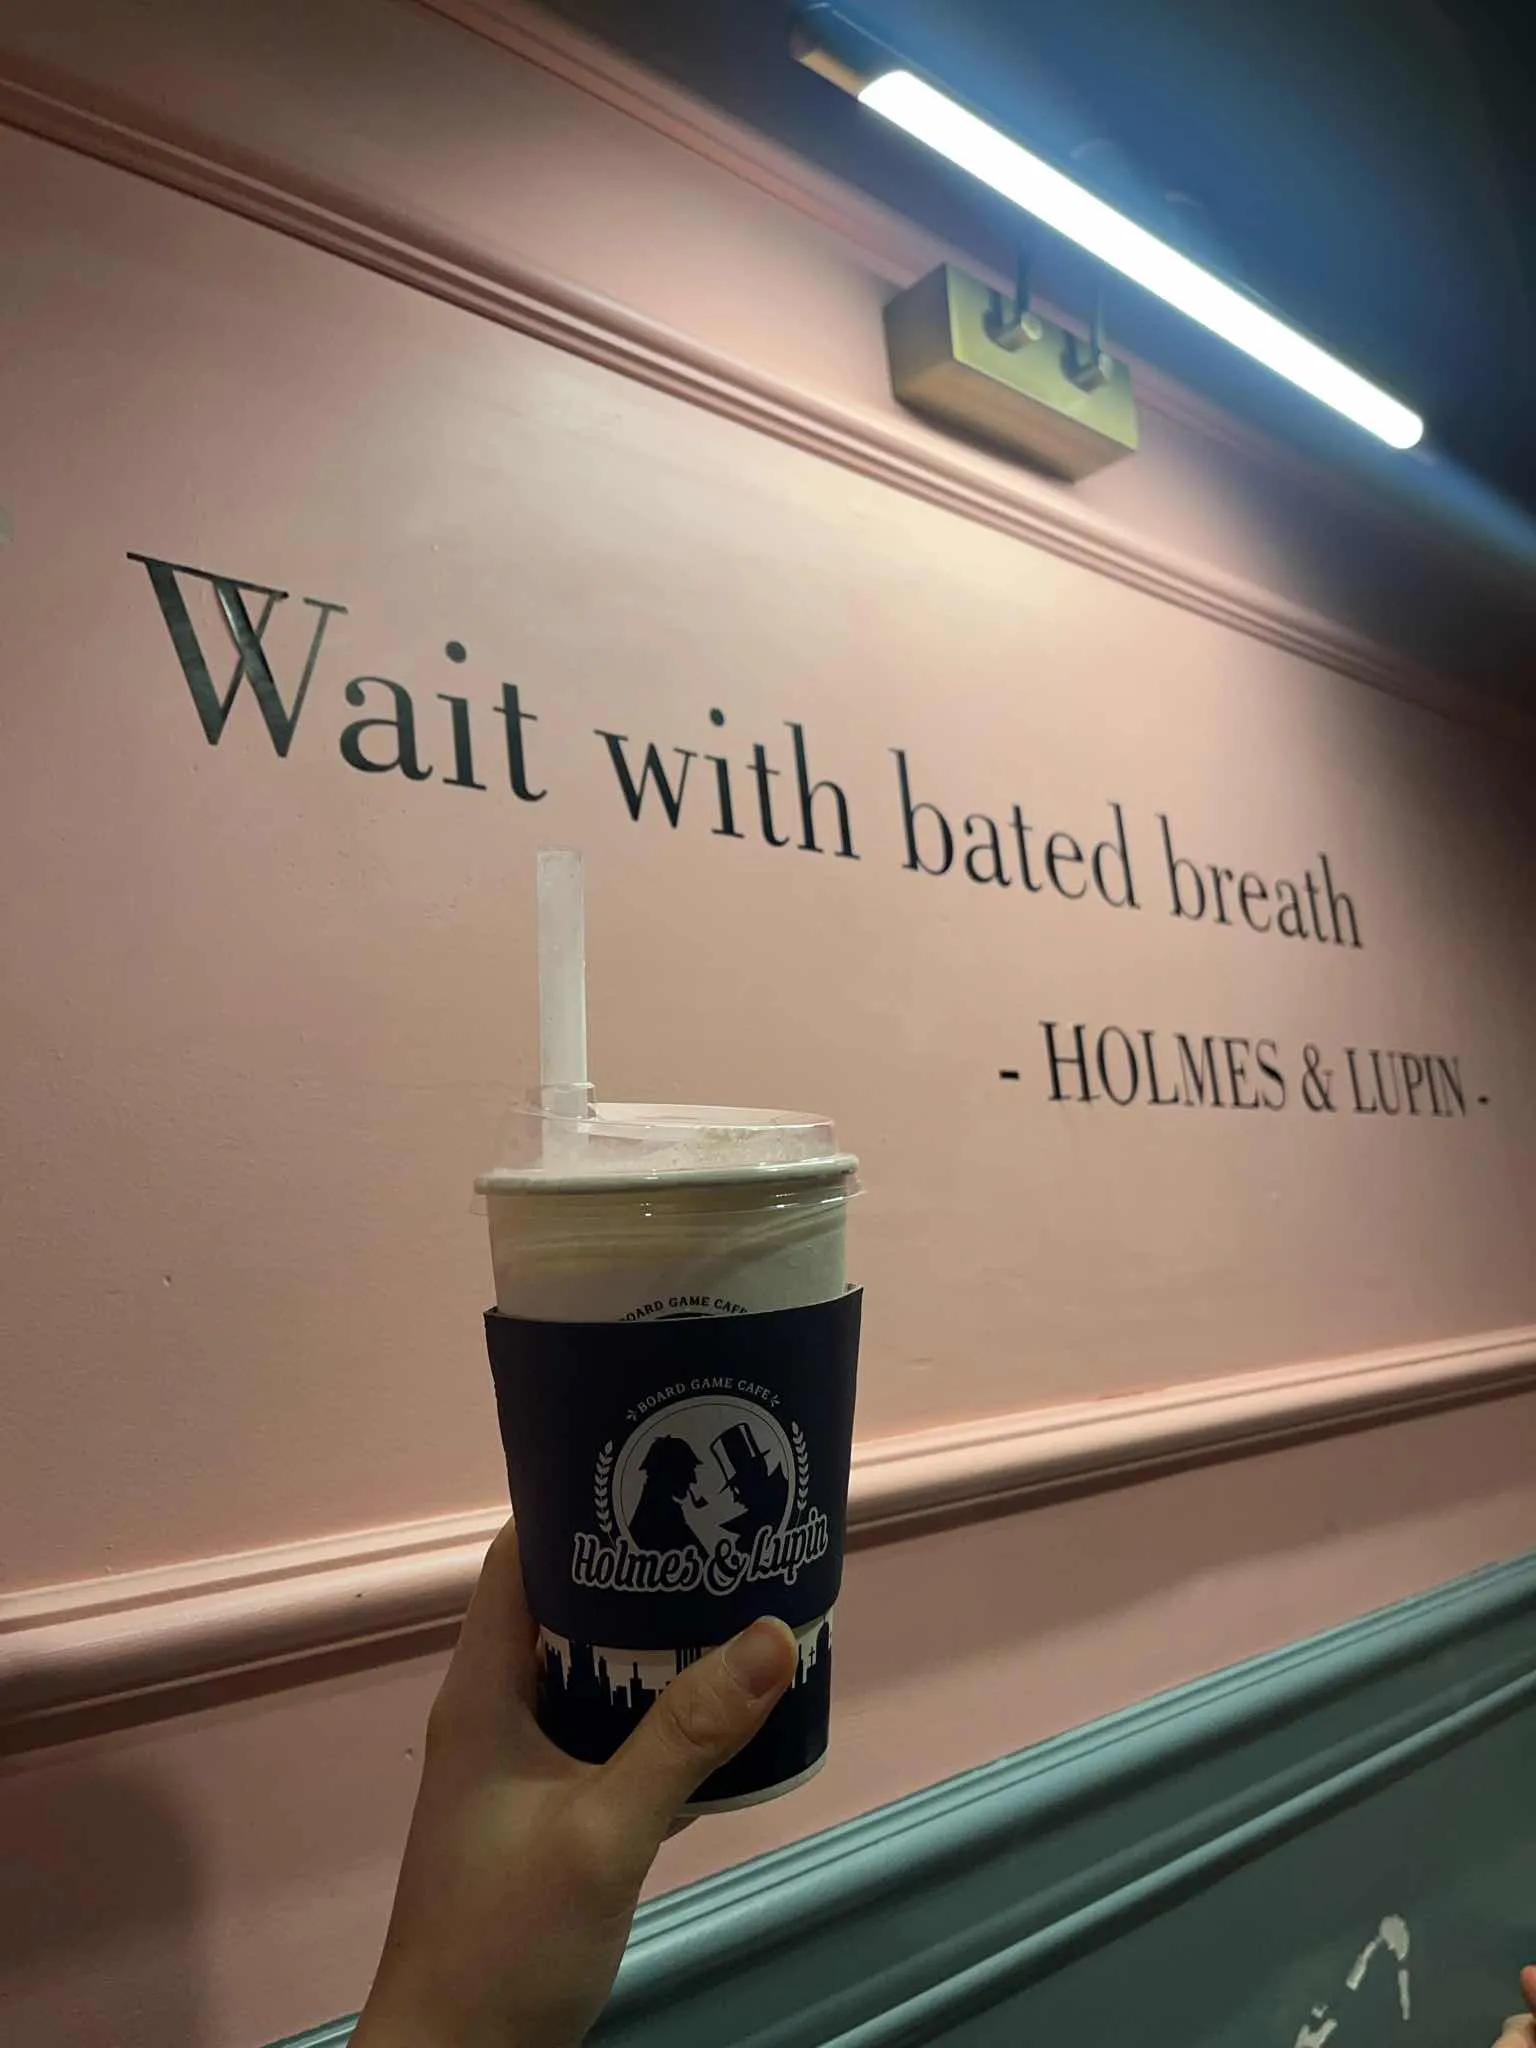 Wait with bated breath
- HOLMES & LUPIN -
BOARD GAME CAFE
BOARD GAME CAFE
Holmes & Lupin